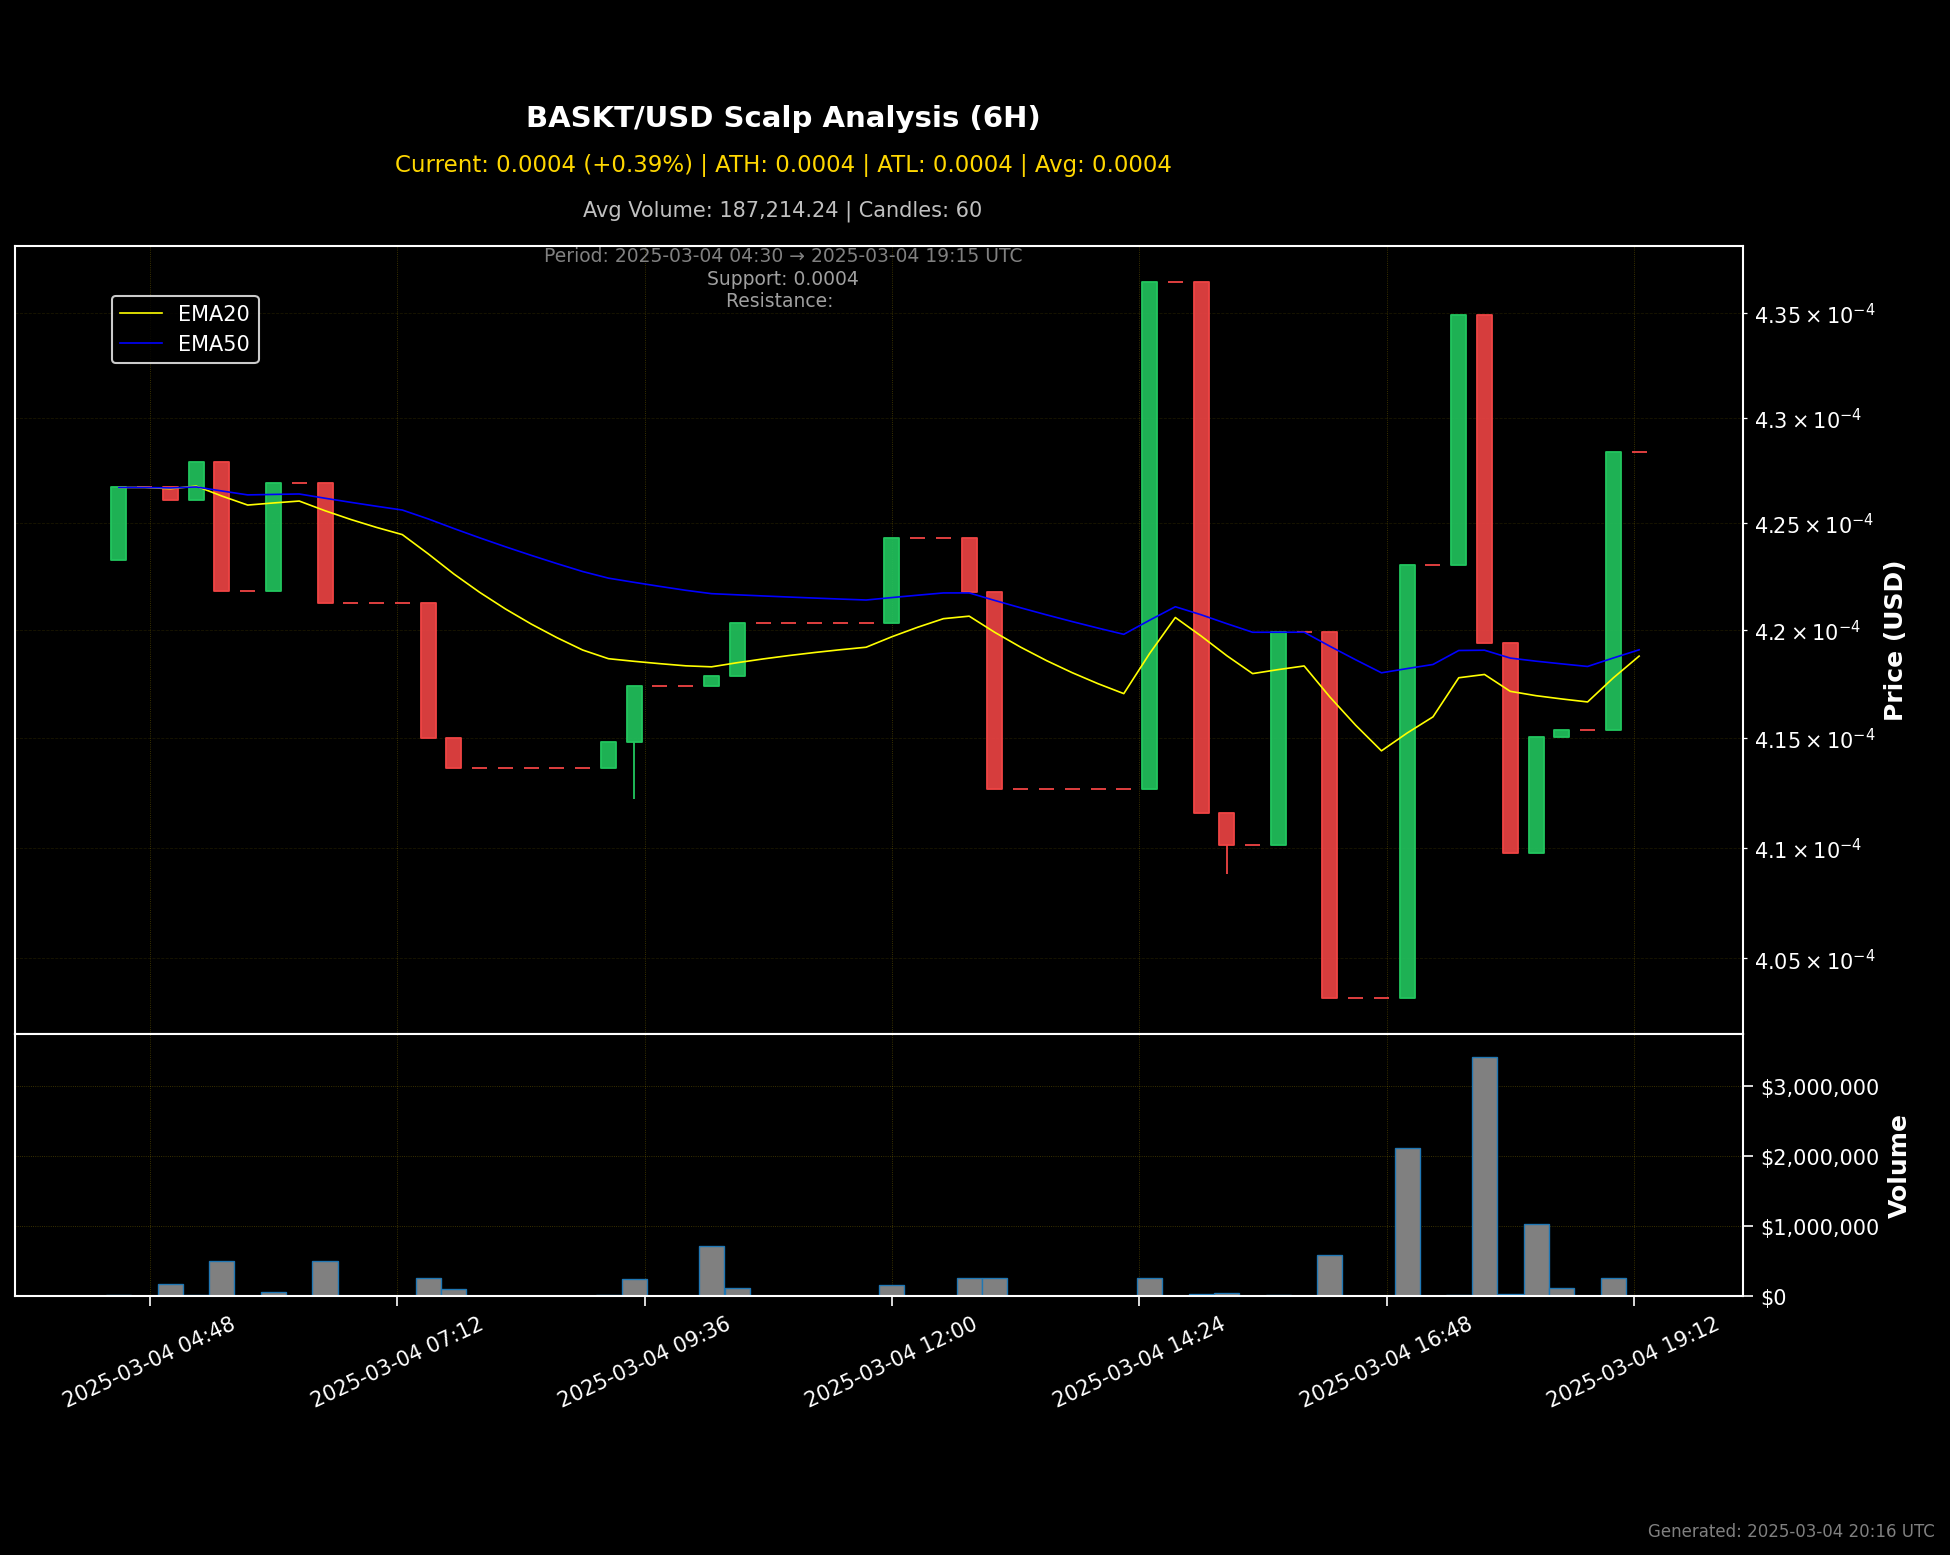 BASKT/USD Scalp Analysis (6H)
Current: 0.0004 (+0.39%) | ATH: 0.0004 | ATL: 0.0004 | Avg: 0.0004
Avg Volume: 187,214.24 | Candles: 60
Period: 2025-03-04 04:30 → 2025-03-04 19:15 UTC
Support: 0.0004
Resistance:
EMA20
EMA50
4.35 × 10⁻⁴
4.3 × 10⁻⁴
4.25 × 10⁻⁴
4.2 × 10⁻⁴
4.15 × 10⁻⁴
4.1 × 10⁻⁴
4.05 × 10⁻⁴
Price (USD)
$3,000,000
$2,000,000
$1,000,000
$0
Volume
2025-03-04 04:48
2025-03-04 07:12
2025-03-04 09:36
2025-03-04 12:00
2025-03-04 14:24
2025-03-04 16:48
2025-03-04 19:12
Generated: 2025-03-04 20:16 UTC